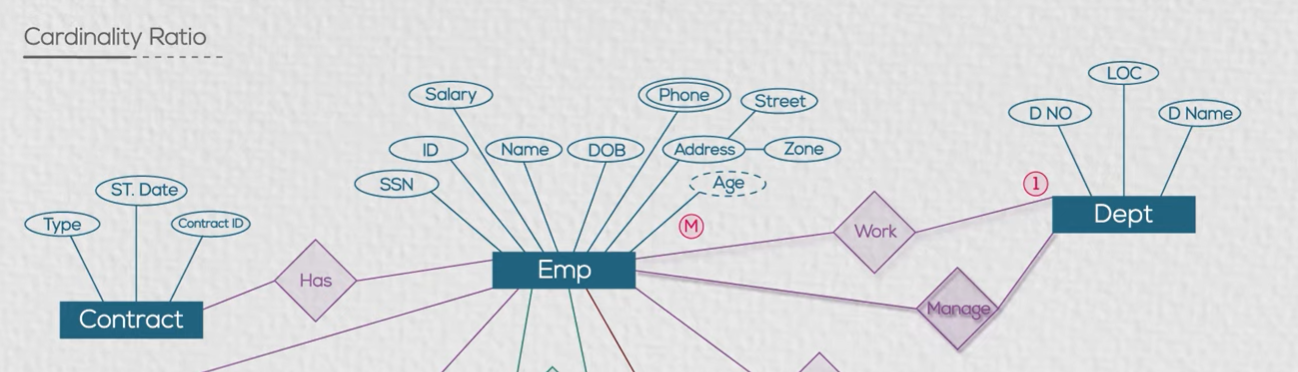 Cardinality Ratio
LOC
Salary
Phone
Street
D NO
D Name
ID
Name
DOB
Address
Zone
SSN
Age
ST. Date
1
Type
Contract ID
M
Work
Dept
Has
Emp
Manage
Contract